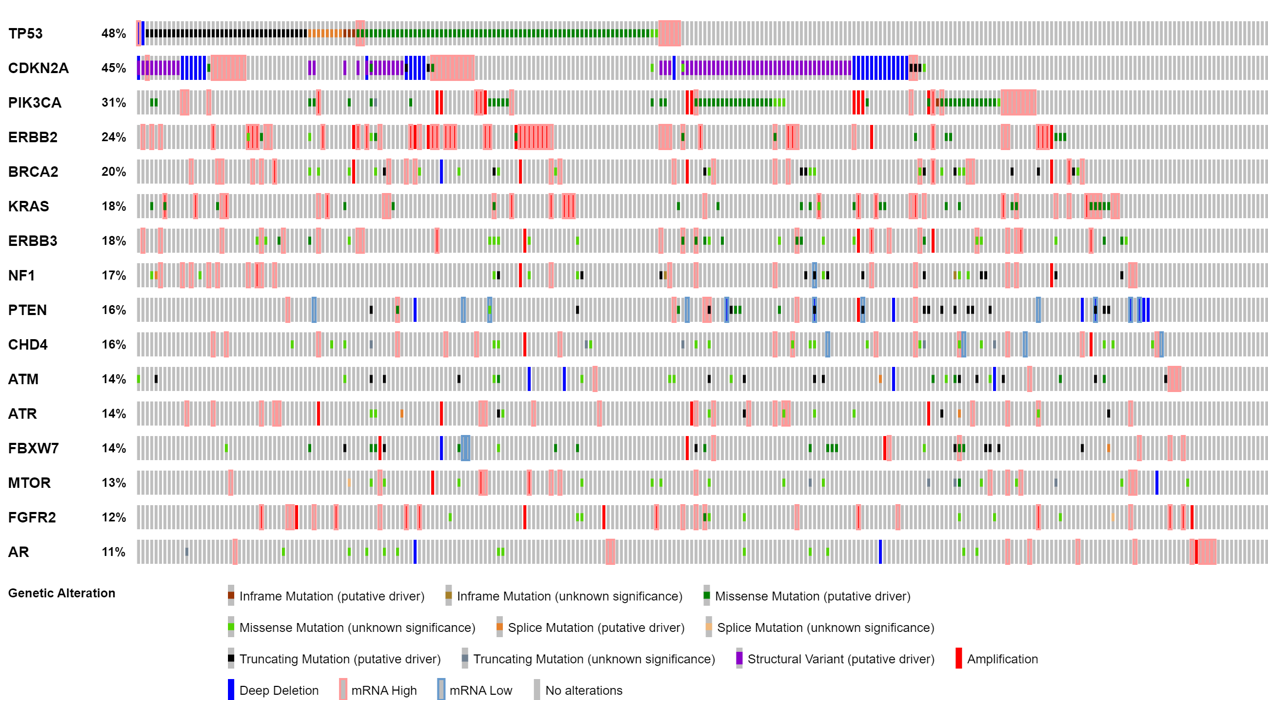 TP53 48%
CDKN2A 45%
PIK3CA 31%
ERBB2 24%
BRCA2 20%
KRAS 18%
ERBB3 18%
NF1 17%
PTEN 16%
CHD4 16%
ATM 14%
ATR 14%
FBXW7 14%
MTOR 13%
FGFR2 12%
AR 11%
Genetic Alteration Inframe Mutation (putative driver) Inframe Mutation (unknown significance) Missense Mutation (putative driver)
Missense Mutation (unknown significance) Splice Mutation (putative driver) Splice Mutation (unknown significance)
Truncating Mutation (putative driver) Truncating Mutation (unknown significance) Structural Variant (putative driver) Amplification
Deep Deletion mRNA High mRNA Low No alterations